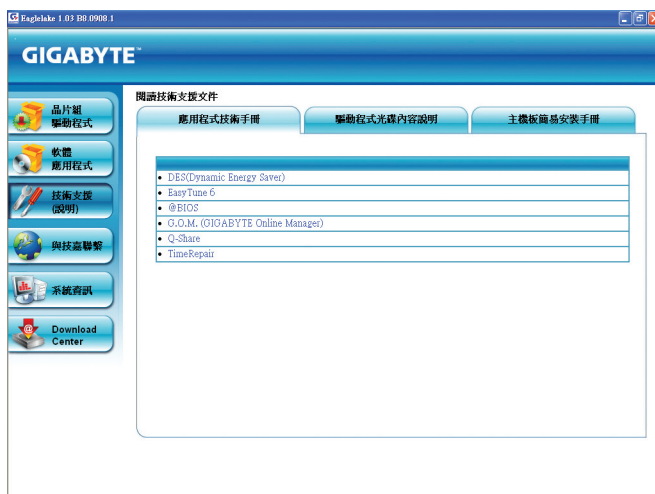 Eaglelake 1.03 B8.0908.1
GIGABYTE™
晶片組
驅動程式
軟體
應用程式
技術支援
(說明)
與技嘉聯繫
系統資訊
Download
Center
閱讀技術支援文件
應用程式技術手冊
驅動程式光碟內容說明
主機板簡易安裝手冊
• DES(Dynamic Energy Saver)
• EasyTune 6
• @BIOS
• G.O.M. (GIGABYTE Online Manager)
• Q-Share
• TimeRepair